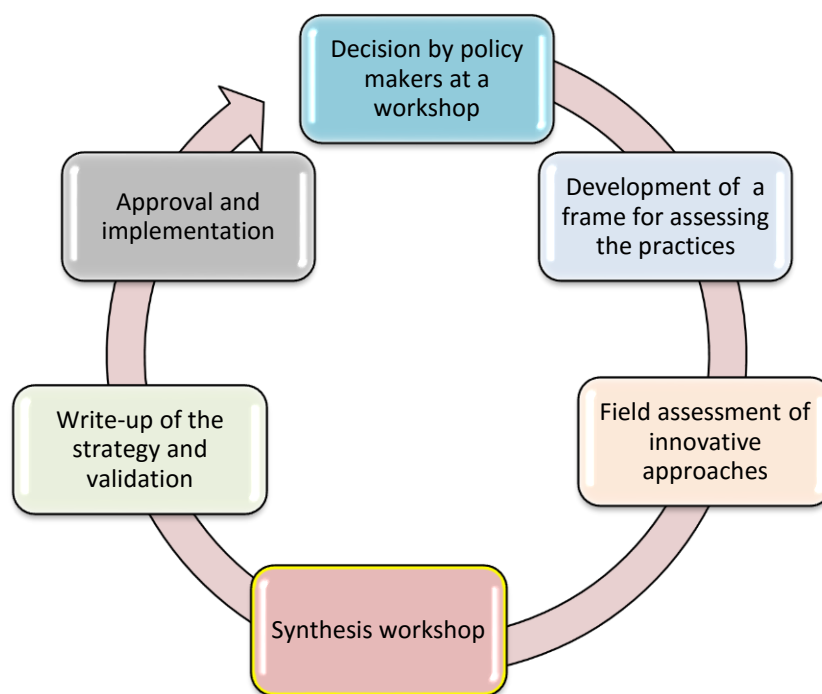 Decision by policy
makers at a
workshop
Development of a
frame for assessing
the practices
Field assessment of
innovative
approaches
Synthesis workshop
Write-up of the
strategy and
validation
Approval and
implementation